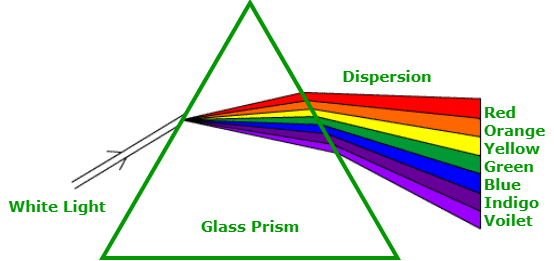 Dispersion
Red
Orange
Yellow
Green
Blue
Indigo
Voilet
White Light
Glass Prism